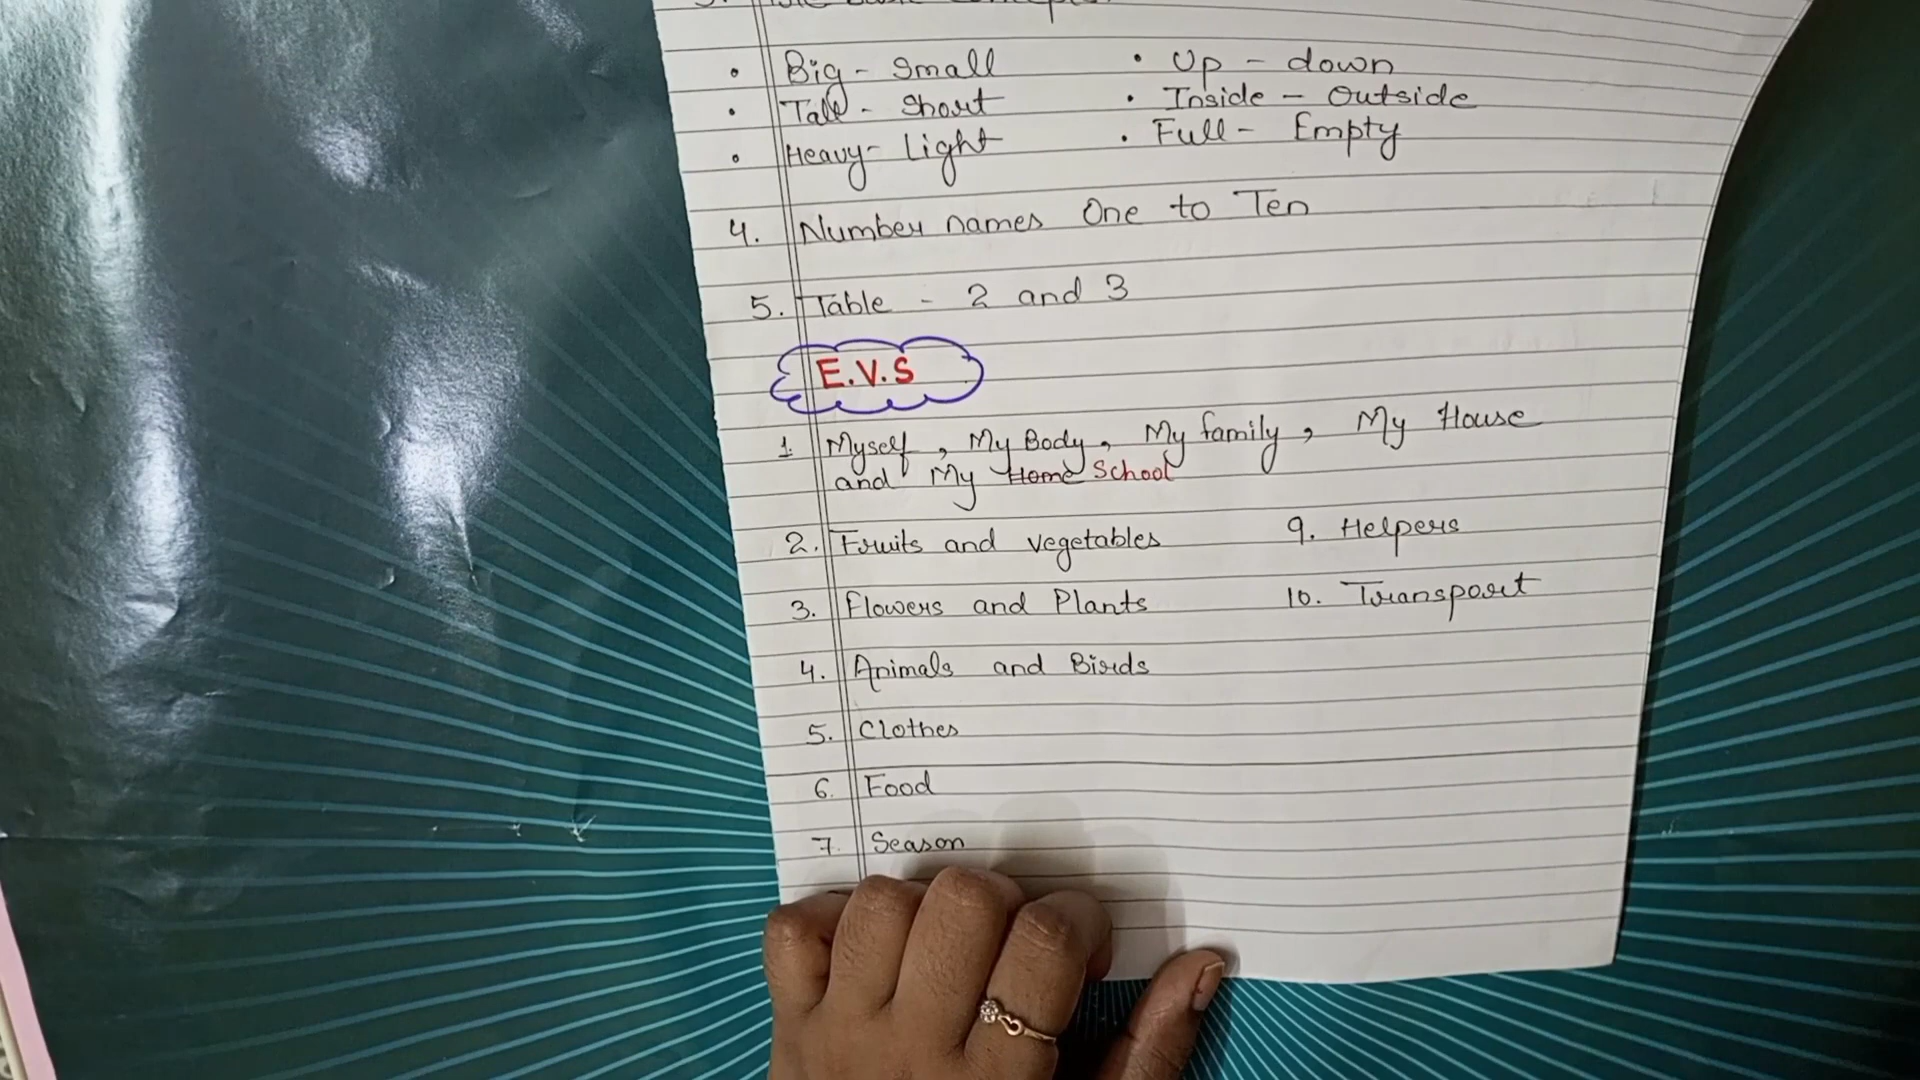 • Big - Small • Up - down
• Tall - Short • Inside - Outside
• Heavy - Light • Full - Empty
4. Number names One to Ten
5. Table - 2 and 3
E.V.S
1. Myself, My Body, My family, My House
and My Home School
2. Fruits and vegetables 9. Helpers
3. Flowers and Plants 10. Transport
4. Animals and Birds
5. Clothes
6. Food
7. Season